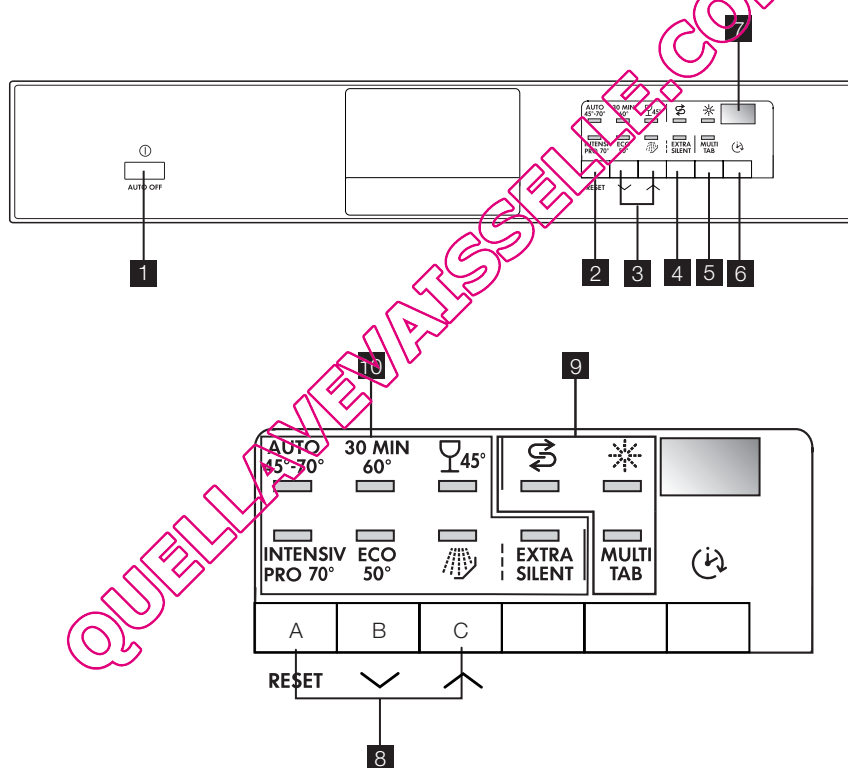 7
AUTO 45°-70° 30 MIN 60° 45°
INTENSIV PRO 70° ECO 50° EXTRA SILENT MULTI TAB
AUTO OFF
RESET
1 2 3 4 5 6
QUELLAVEVAISSELLE.CO
10 9
AUTO 30 MIN
45°-70° 60° 45°
INTENSIV ECO EXTRA MULTI
PRO 70° 50° SILENT TAB
A B C
RESET
8